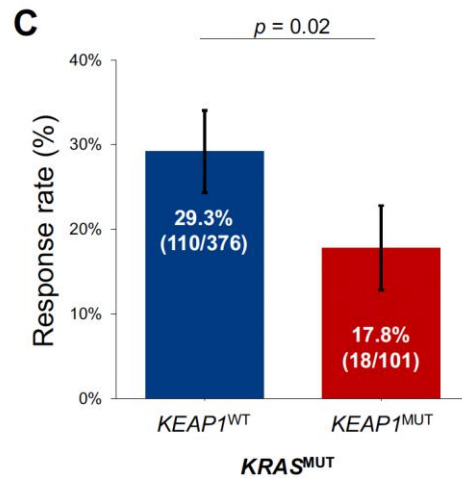 C
p = 0.02
Response rate (%)
40%
30%
20%
10%
0%
29.3%
(110/376)
17.8%
(18/101)
KEAP1ᵂᵀ
KEAP1ᴹᵁᵀ
KRASᴹᵁᵀ